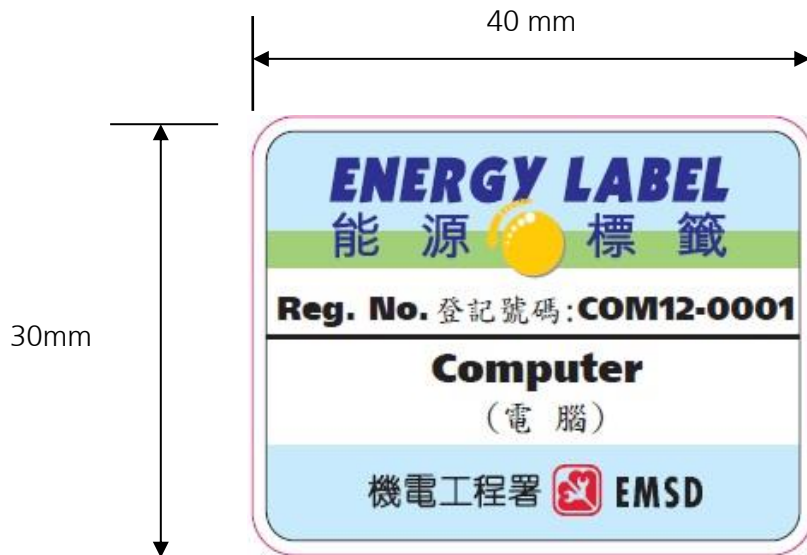 40 mm
ENERGY LABEL
能源標籤
Reg. No. 登記號碼:COM12-0001
30mm
Computer
(電 腦)
機電工程署 EMSD